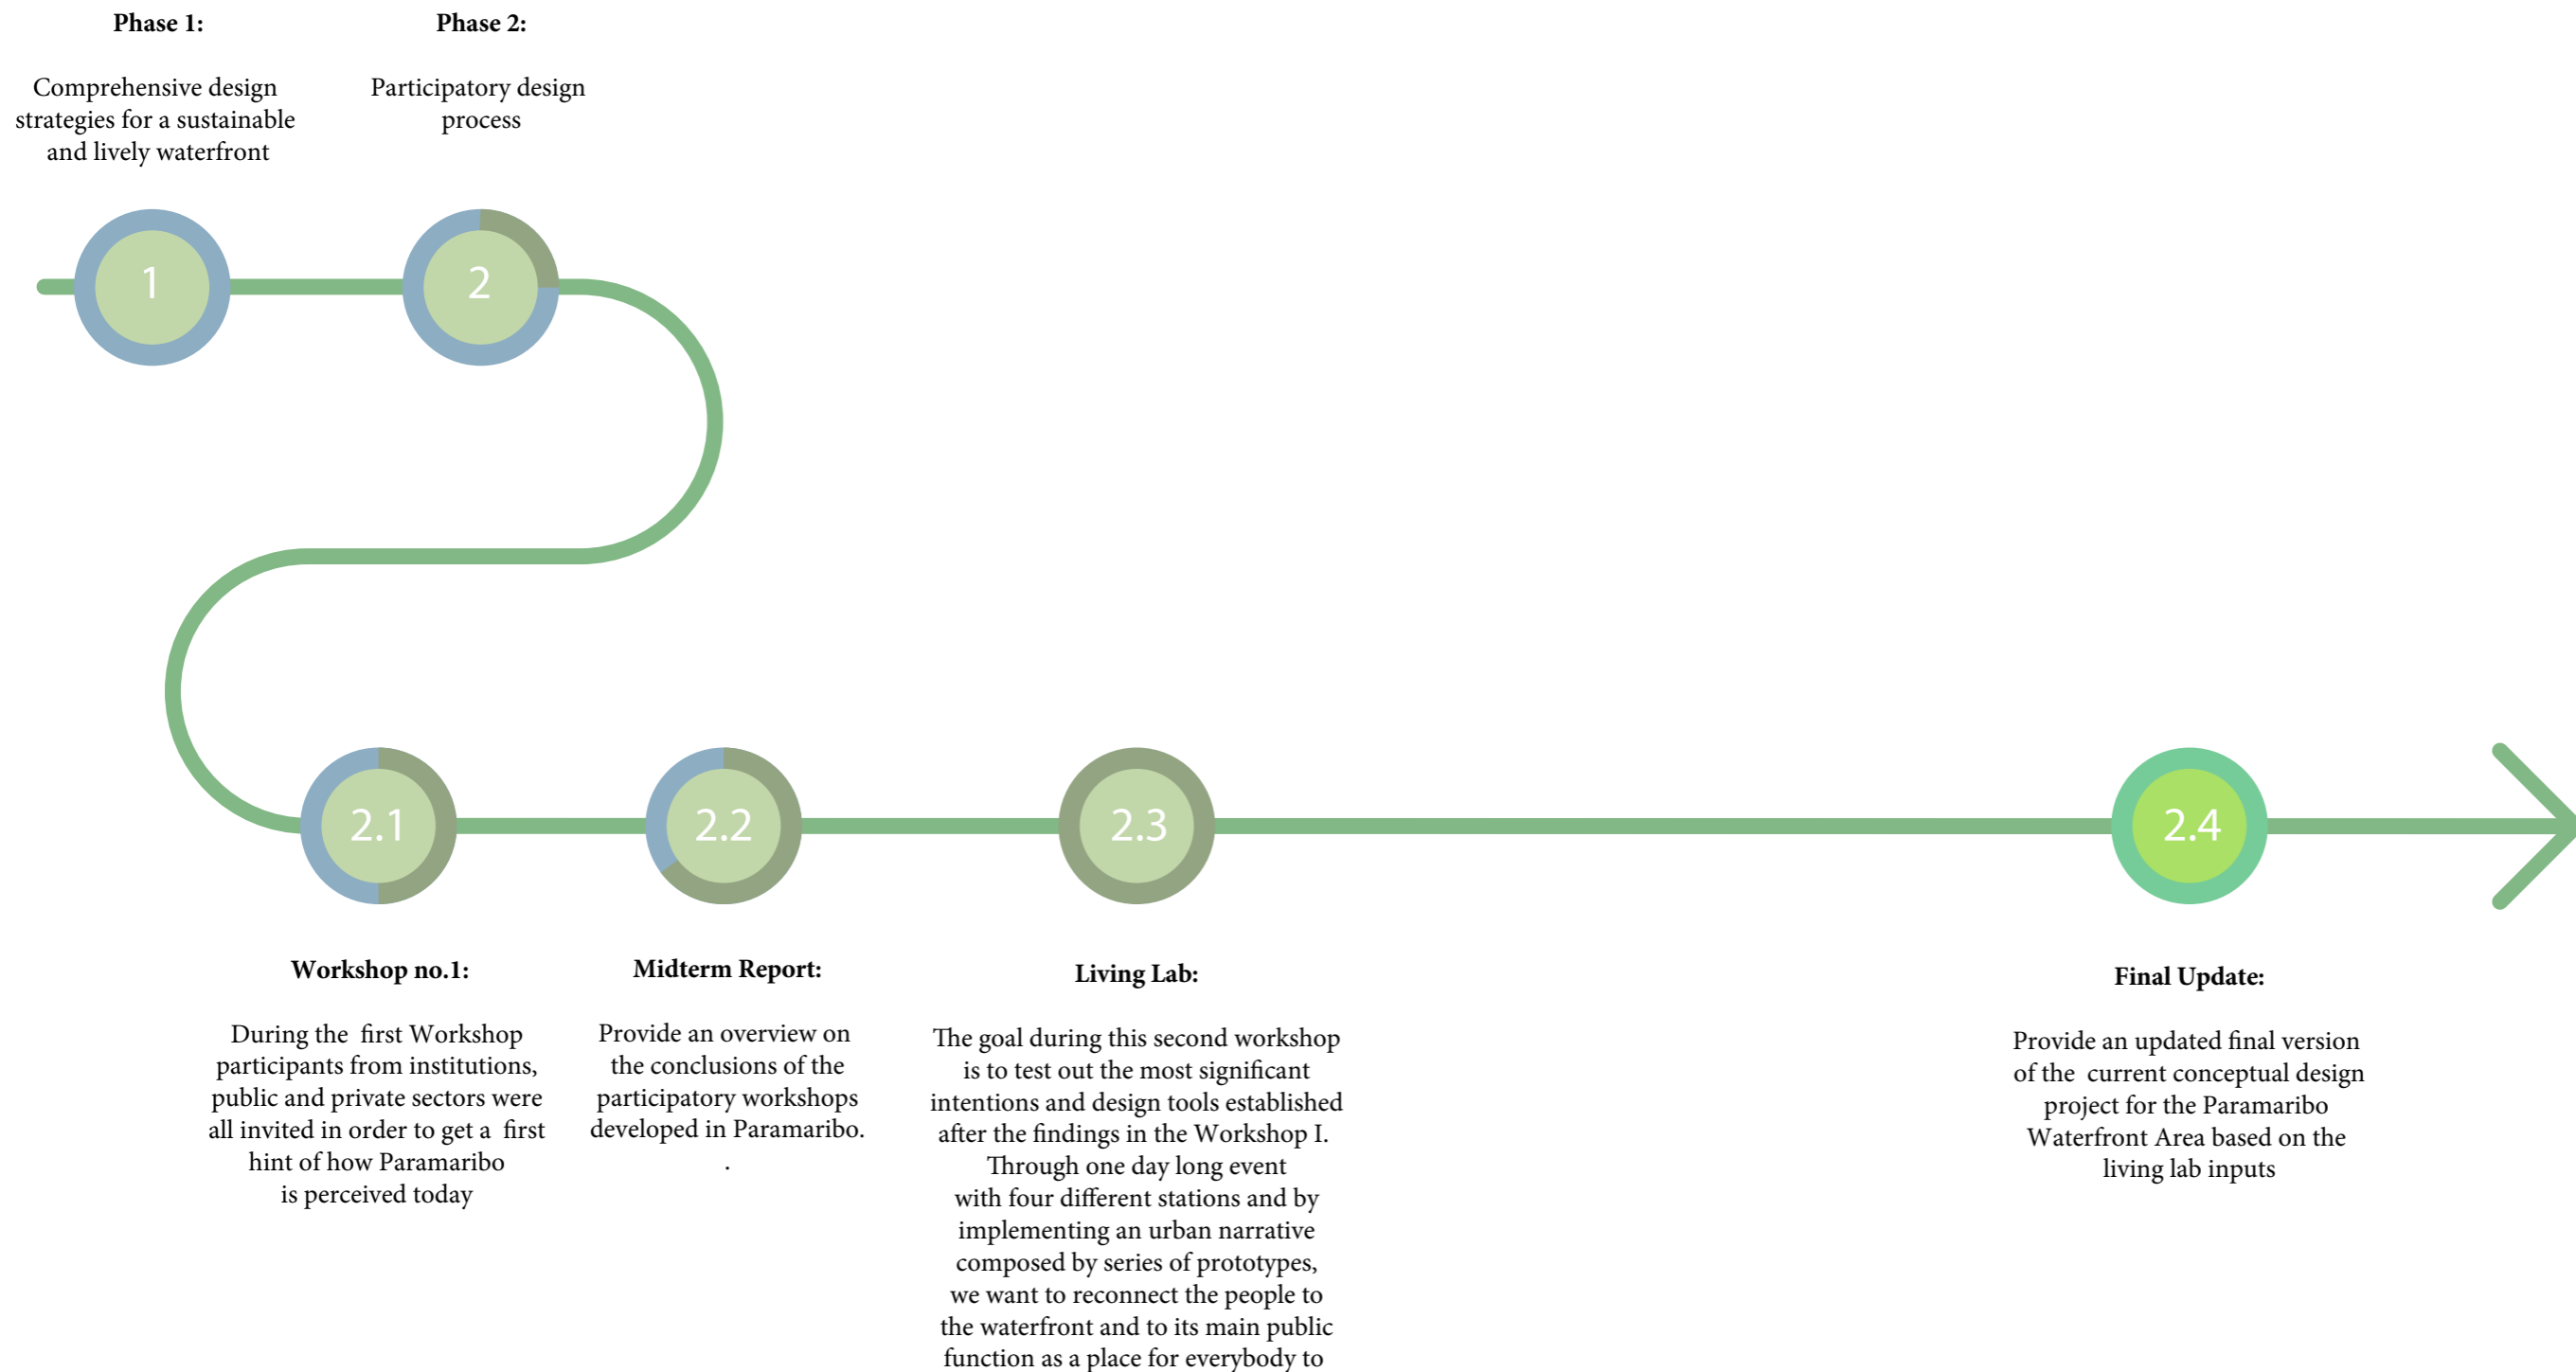 Phase 1:
Comprehensive design
strategies for a sustainable
and lively waterfront
Phase 2:
Participatory design
process
1
2
2.1
2.2
2.3
2.4
Workshop no.1:
During the first Workshop
participants from institutions,
public and private sectors were
all invited in order to get a first
hint of how Paramaribo
is perceived today
Midterm Report:
Provide an overview on
the conclusions of the
participatory workshops
developed in Paramaribo.
.
Living Lab:
The goal during this second workshop
is to test out the most significant
intentions and design tools established
after the findings in the Workshop I.
Through one day long event
with four different stations and by
implementing an urban narrative
composed by series of prototypes,
we want to reconnect the people to
the waterfront and to its main public
function as a place for everybody to
Final Update:
Provide an updated final version
of the current conceptual design
project for the Paramaribo
Waterfront Area based on the
living lab inputs